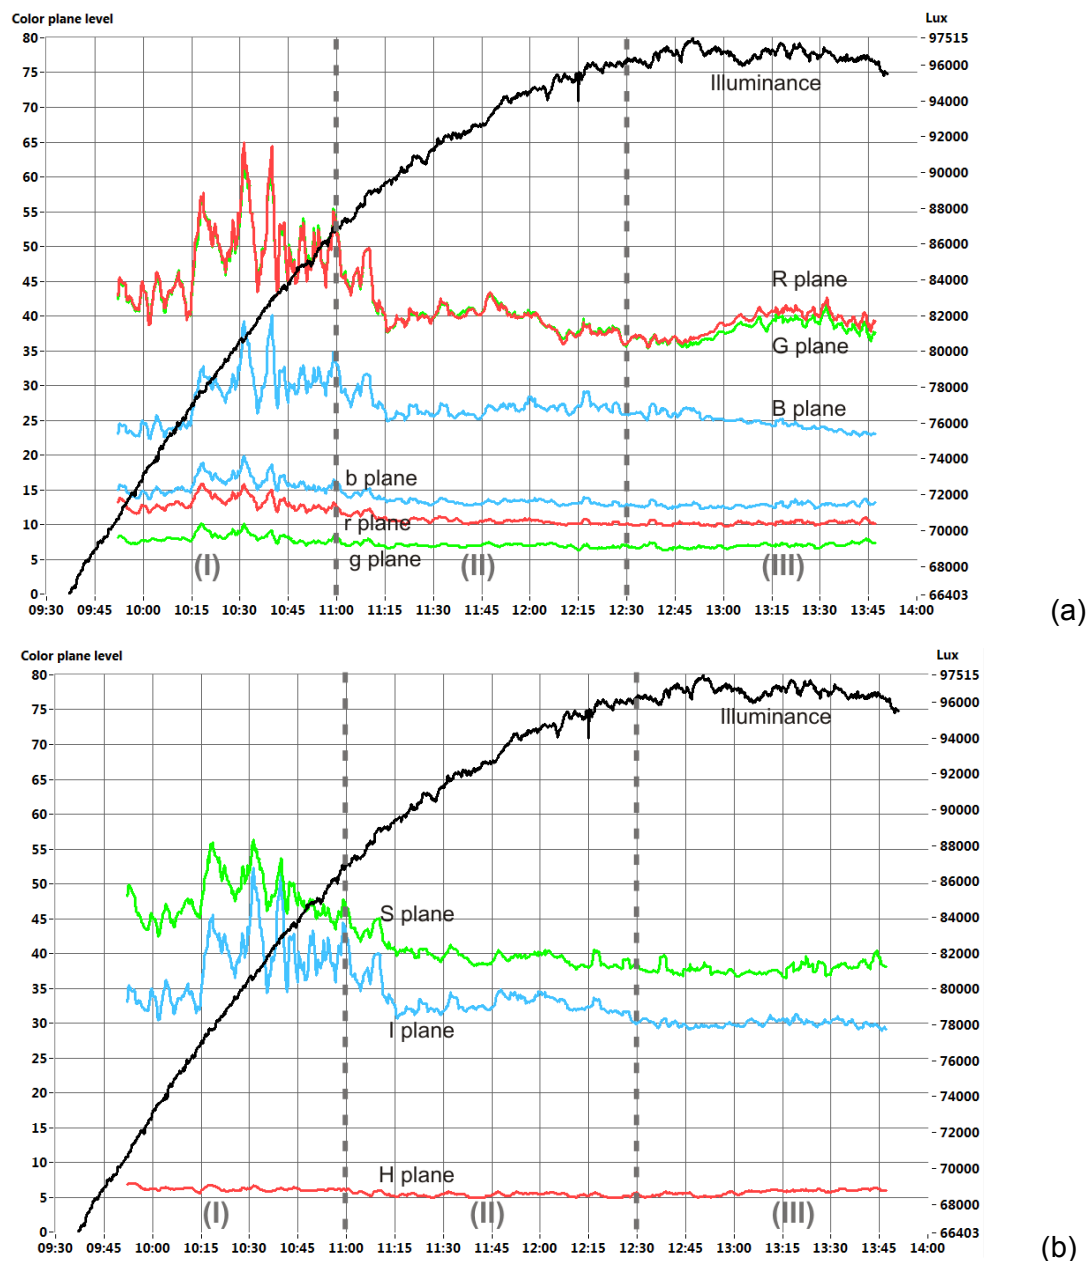 Color plane level
Lux
80
75
70
65
60
55
50
45
40
35
30
25
20
15
10
5
0
97515
96000
94000
92000
90000
88000
86000
84000
82000
80000
78000
76000
74000
72000
70000
68000
66403
Illuminance
R plane
G plane
B plane
b plane
r plane
g plane
(I)
(II)
(III)
09:30 09:45 10:00 10:15 10:30 10:45 11:00 11:15 11:30 11:45 12:00 12:15 12:30 12:45 13:00 13:15 13:30 13:45 14:00
(a)
Color plane level
Lux
80
75
70
65
60
55
50
45
40
35
30
25
20
15
10
5
0
97515
96000
94000
92000
90000
88000
86000
84000
82000
80000
78000
76000
74000
72000
70000
68000
66403
Illuminance
S plane
I plane
H plane
(I)
(II)
(III)
09:30 09:45 10:00 10:15 10:30 10:45 11:00 11:15 11:30 11:45 12:00 12:15 12:30 12:45 13:00 13:15 13:30 13:45 14:00
(b)